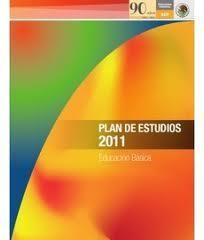 90
PLAN DE ESTUDIOS
2011
Educación Básica